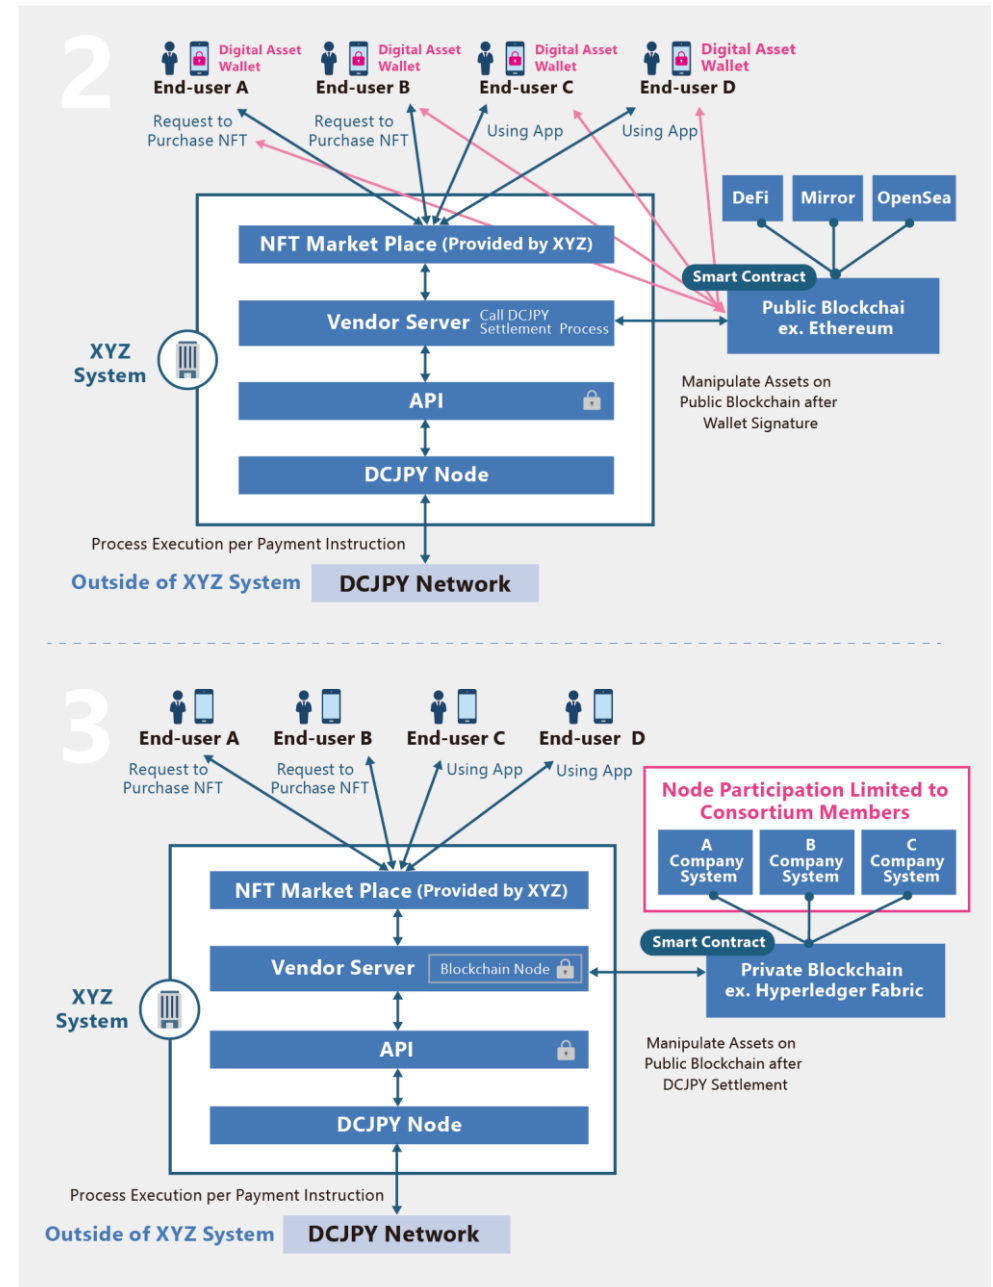 2
Digital Asset
Wallet
End-user A
Digital Asset
Wallet
End-user B
Digital Asset
Wallet
End-user C
Digital Asset
Wallet
End-user D
Request to
Purchase NFT
Request to
Purchase NFT
Using App
Using App
DeFi
Mirror
OpenSea
NFT Market Place (Provided by XYZ)
Smart Contract
Public Blockchai
ex. Ethereum
Vendor Server
Call DCJPY
Settlement Process
XYZ
System
API
Manipulate Assets on
Public Blockchain after
Wallet Signature
DCJPY Node
Process Execution per Payment Instruction
Outside of XYZ System
DCJPY Network
3
End-user A
End-user B
End-user C
End-user D
Request to
Purchase NFT
Request to
Purchase NFT
Using App
Using App
Node Participation Limited to
Consortium Members
A
Company
System
B
Company
System
C
Company
System
NFT Market Place (Provided by XYZ)
Smart Contract
Private Blockchain
ex. Hyperledger Fabric
Vendor Server
Blockchain Node
XYZ
System
API
Manipulate Assets on
Public Blockchain after
DCJPY Settlement
DCJPY Node
Process Execution per Payment Instruction
Outside of XYZ System
DCJPY Network